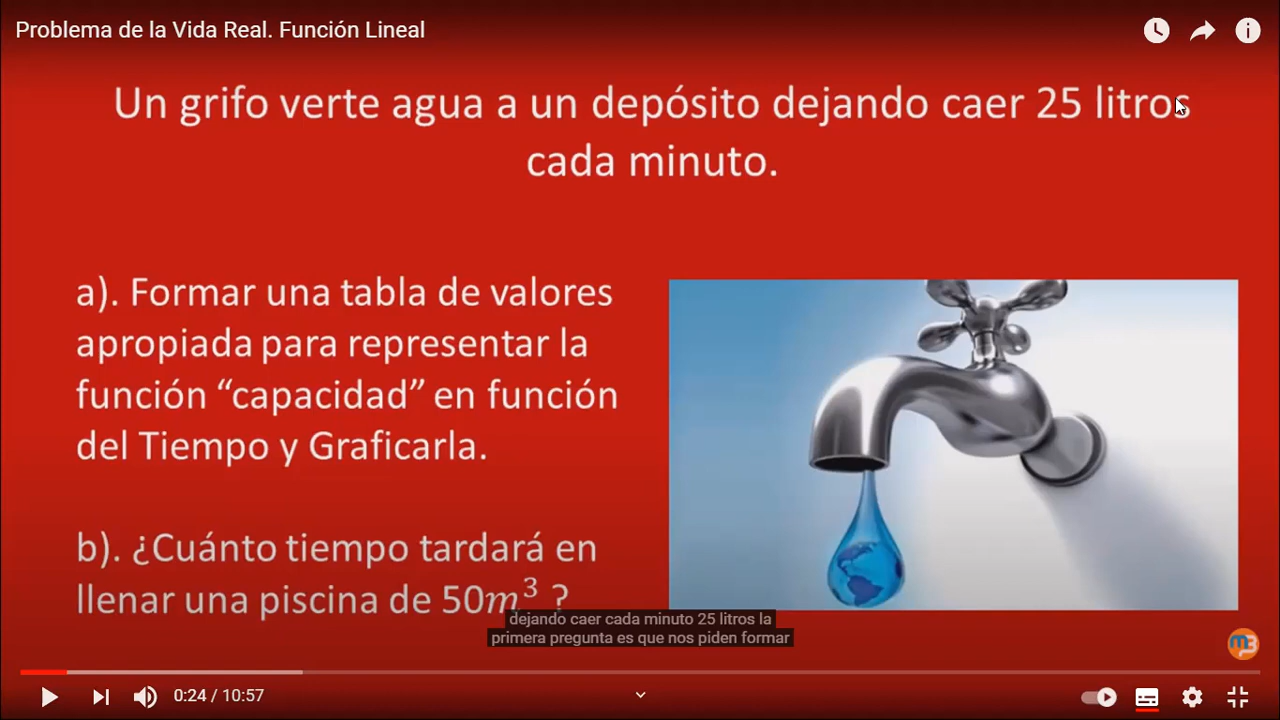 Problema de la Vida Real. Función Lineal
Un grifo verte agua a un depósito dejando caer 25 litros
cada minuto.
a). Formar una tabla de valores
apropiada para representar la
función “capacidad” en función
del Tiempo y Graficarla.
b). ¿Cuánto tiempo tardará en
llenar una piscina de 50m³ ?
dejando caer cada minuto 25 litros la
primera pregunta es que nos piden formar
0:24 / 10:57